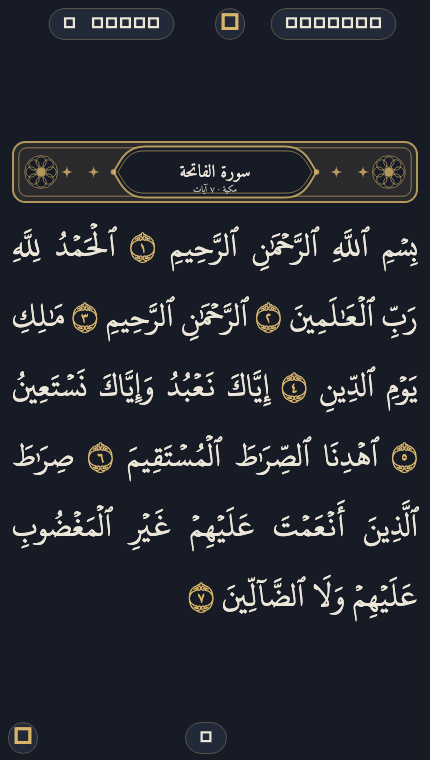 سورة الفاتحة
مكية · ٧ آيات
بِسْمِ ٱللَّهِ ٱلرَّحْمَٰنِ ٱلرَّحِيمِ ١ ٱلْحَمْدُ لِلَّهِ
رَبِّ ٱلْعَٰلَمِينَ ٢ ٱلرَّحْمَٰنِ ٱلرَّحِيمِ ٣ مَٰلِكِ
يَوْمِ ٱلدِّينِ ٤ إِيَّاكَ نَعْبُدُ وَإِيَّاكَ نَسْتَعِينُ
٥ ٱهْدِنَا ٱلصِّرَٰطَ ٱلْمُسْتَقِيمَ ٦ صِرَٰطَ
ٱلَّذِينَ أَنْعَمْتَ عَلَيْهِمْ غَيْرِ ٱلْمَغْضُوبِ
عَلَيْهِمْ وَلَا ٱلضَّآلِّينَ ٧